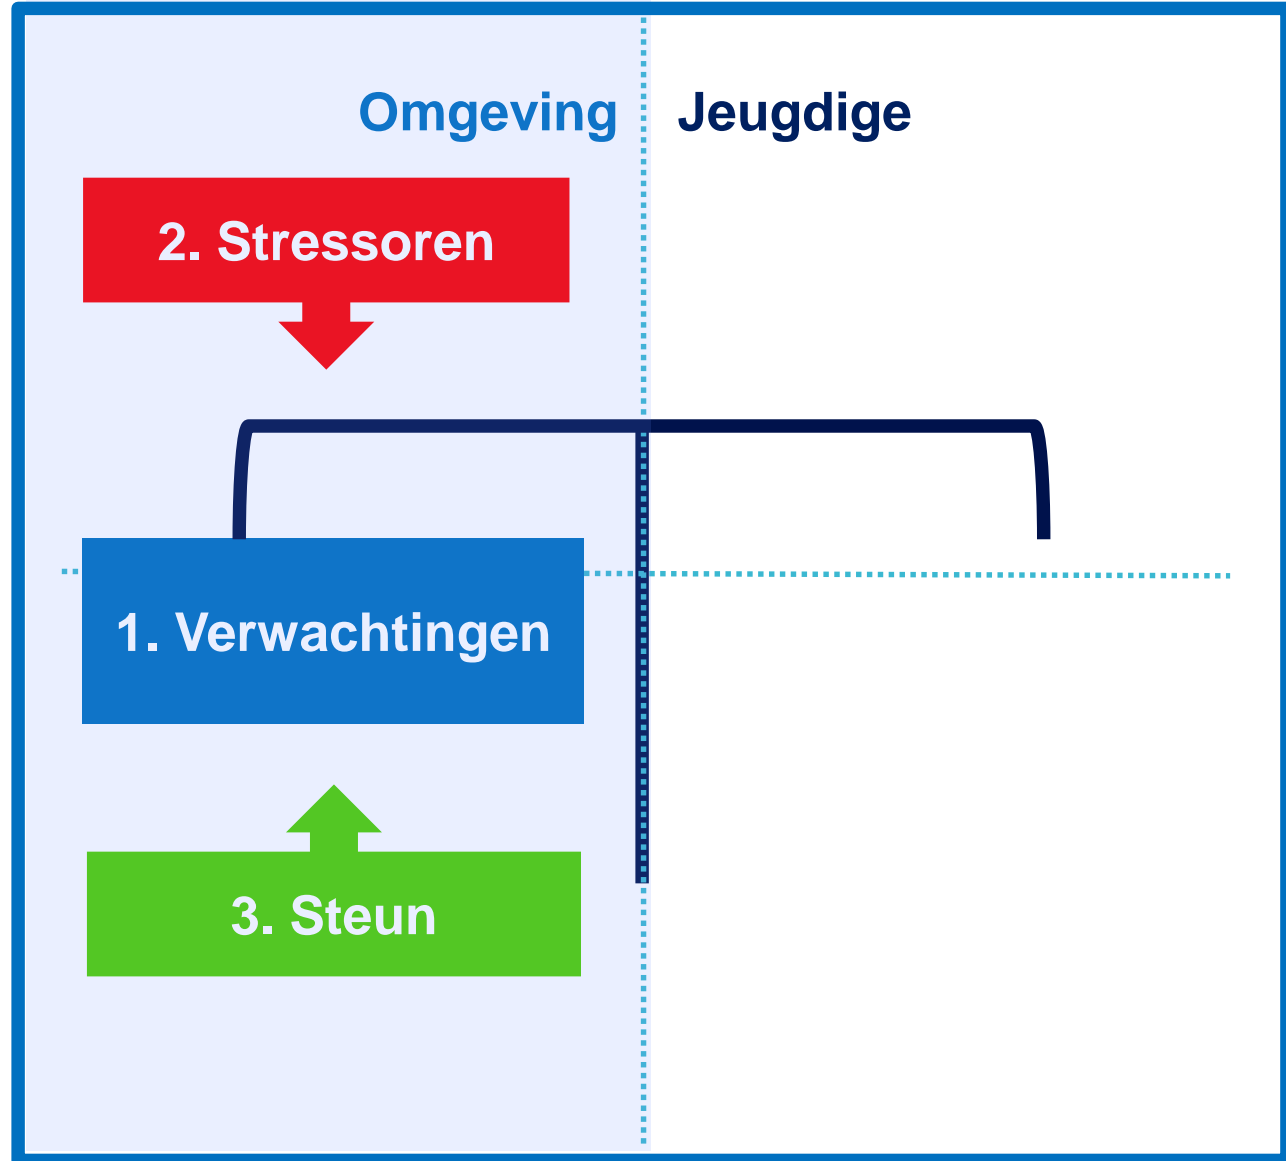 Omgeving
Jeugdige
2. Stressoren
1. Verwachtingen
3. Steun